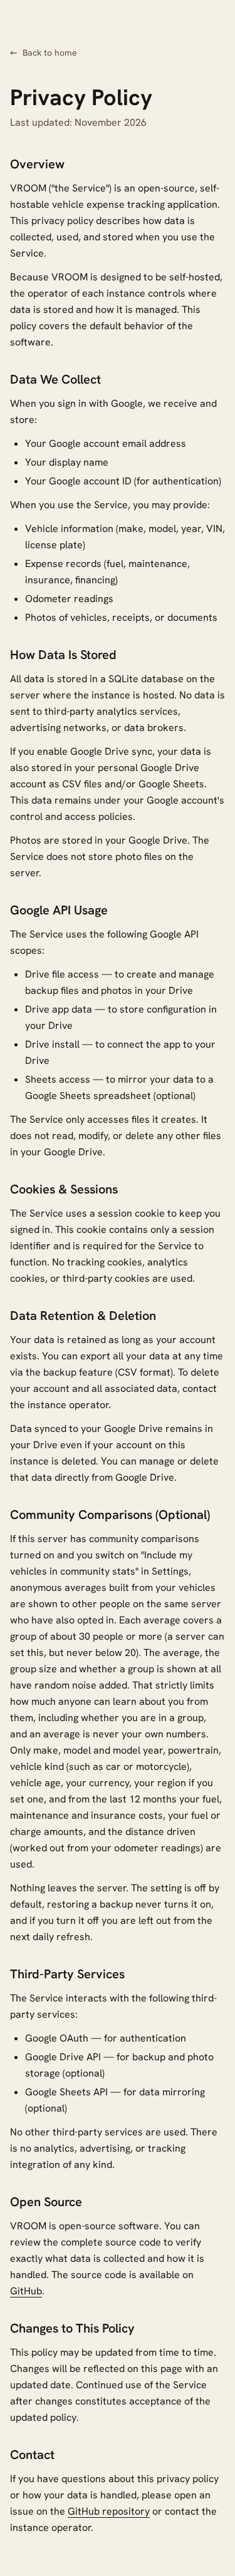 ← Back to home
Privacy Policy
Last updated: November 2026
Overview
VROOM ("the Service") is an open-source, self-
hostable vehicle expense tracking application.
This privacy policy describes how data is
collected, used, and stored when you use the
Service.
Because VROOM is designed to be self-hosted,
the operator of each instance controls where
data is stored and how it is managed. This
policy covers the default behavior of the
software.
Data We Collect
When you sign in with Google, we receive and
store:
• Your Google account email address
• Your display name
• Your Google account ID (for authentication)
When you use the Service, you may provide:
• Vehicle information (make, model, year, VIN,
license plate)
• Expense records (fuel, maintenance,
insurance, financing)
• Odometer readings
• Photos of vehicles, receipts, or documents
How Data Is Stored
All data is stored in a SQLite database on the
server where the instance is hosted. No data is
sent to third-party analytics services,
advertising networks, or data brokers.
If you enable Google Drive sync, your data is
also stored in your personal Google Drive
account as CSV files and/or Google Sheets.
This data remains under your Google account's
control and access policies.
Photos are stored in your Google Drive. The
Service does not store photo files on the
server.
Google API Usage
The Service uses the following Google API
scopes:
• Drive file access — to create and manage
backup files and photos in your Drive
• Drive app data — to store configuration in
your Drive
• Drive install — to connect the app to your
Drive
• Sheets access — to mirror your data to a
Google Sheets spreadsheet (optional)
The Service only accesses files it creates. It
does not read, modify, or delete any other files
in your Google Drive.
Cookies & Sessions
The Service uses a session cookie to keep you
signed in. This cookie contains only a session
identifier and is required for the Service to
function. No tracking cookies, analytics
cookies, or third-party cookies are used.
Data Retention & Deletion
Your data is retained as long as your account
exists. You can export all your data at any time
via the backup feature (CSV format). To delete
your account and all associated data, contact
the instance operator.
Data synced to your Google Drive remains in
your Drive even if your account on this
instance is deleted. You can manage or delete
that data directly from Google Drive.
Community Comparisons (Optional)
If this server has community comparisons
turned on and you switch on "Include my
vehicles in community stats" in Settings,
anonymous averages built from your vehicles
are shown to other people on the same server
who have also opted in. Each average covers a
group of about 30 people or more (a server can
set this, but never below 20). The average, the
group size and whether a group is shown at all
have random noise added. That strictly limits
how much anyone can learn about you from
them, including whether you are in a group,
and an average is never your own numbers.
Only make, model and model year, powertrain,
vehicle kind (such as car or motorcycle),
vehicle age, your currency, your region if you
set one, and from the last 12 months your fuel,
maintenance and insurance costs, your fuel or
charge amounts, and the distance driven
(worked out from your odometer readings) are
used.
Nothing leaves the server. The setting is off by
default, restoring a backup never turns it on,
and if you turn it off you are left out from the
next daily refresh.
Third-Party Services
The Service interacts with the following third-
party services:
• Google OAuth — for authentication
• Google Drive API — for backup and photo
storage (optional)
• Google Sheets API — for data mirroring
(optional)
No other third-party services are used. There
is no analytics, advertising, or tracking
integration of any kind.
Open Source
VROOM is open-source software. You can
review the complete source code to verify
exactly what data is collected and how it is
handled. The source code is available on
GitHub.
Changes to This Policy
This policy may be updated from time to time.
Changes will be reflected on this page with an
updated date. Continued use of the Service
after changes constitutes acceptance of the
updated policy.
Contact
If you have questions about this privacy policy
or how your data is handled, please open an
issue on the GitHub repository or contact the
instance operator.